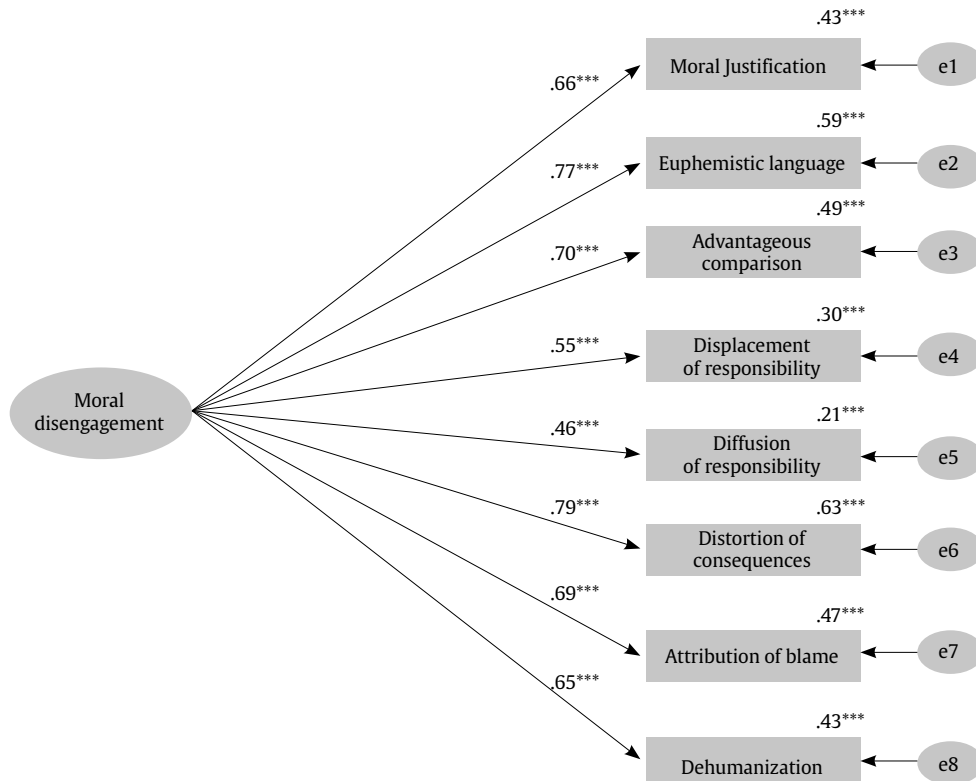 .43***
.66***
Moral Justification
e1
.59***
.77***
Euphemistic language
e2
.49***
.70***
Advantageous
comparison
e3
.30***
.55***
Displacement
of responsibility
e4
Moral
disengagement
.21***
.46***
Diffusion
of responsibility
e5
.63***
.79***
Distortion of
consequences
e6
.47***
.69***
Attribution of blame
e7
.43***
.65***
Dehumanization
e8